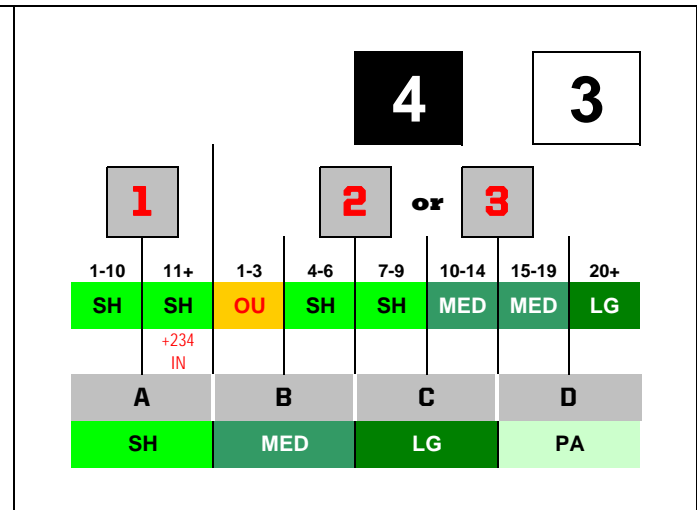 4 3
1 2 or 3
1-10 11+ 1-3 4-6 7-9 10-14 15-19 20+
SH SH OU SH SH MED MED LG
+234
IN
A B C D
SH MED LG PA